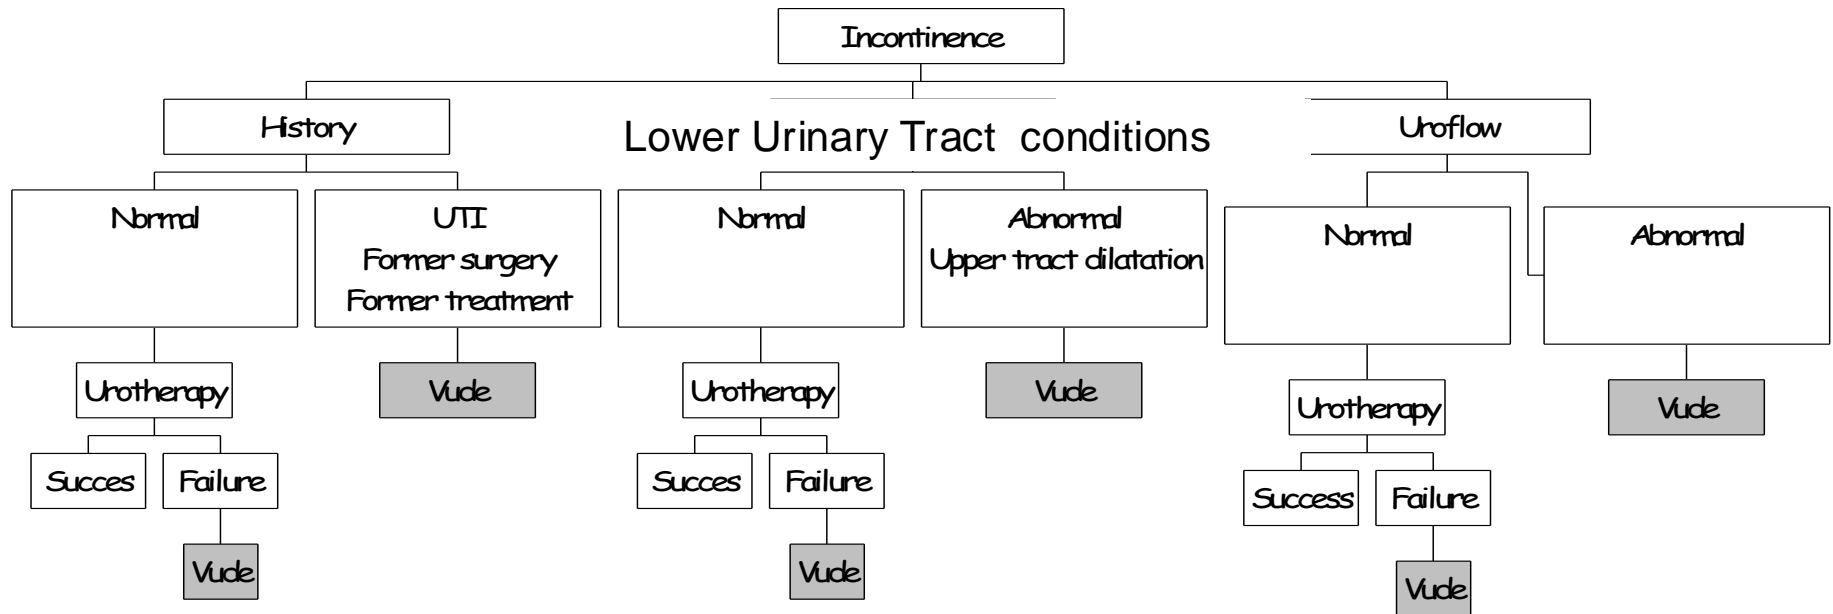 Incontinence
History
Lower Urinary Tract conditions
Uroflow
Normal
UTI
Former surgery
Former treatment
Normal
Abnormal
Upper tract dilatation
Normal
Abnormal
Urotherapy
Vude
Urotherapy
Vude
Urotherapy
Vude
Succes
Failure
Succes
Failure
Success
Failure
Vude
Vude
Vude